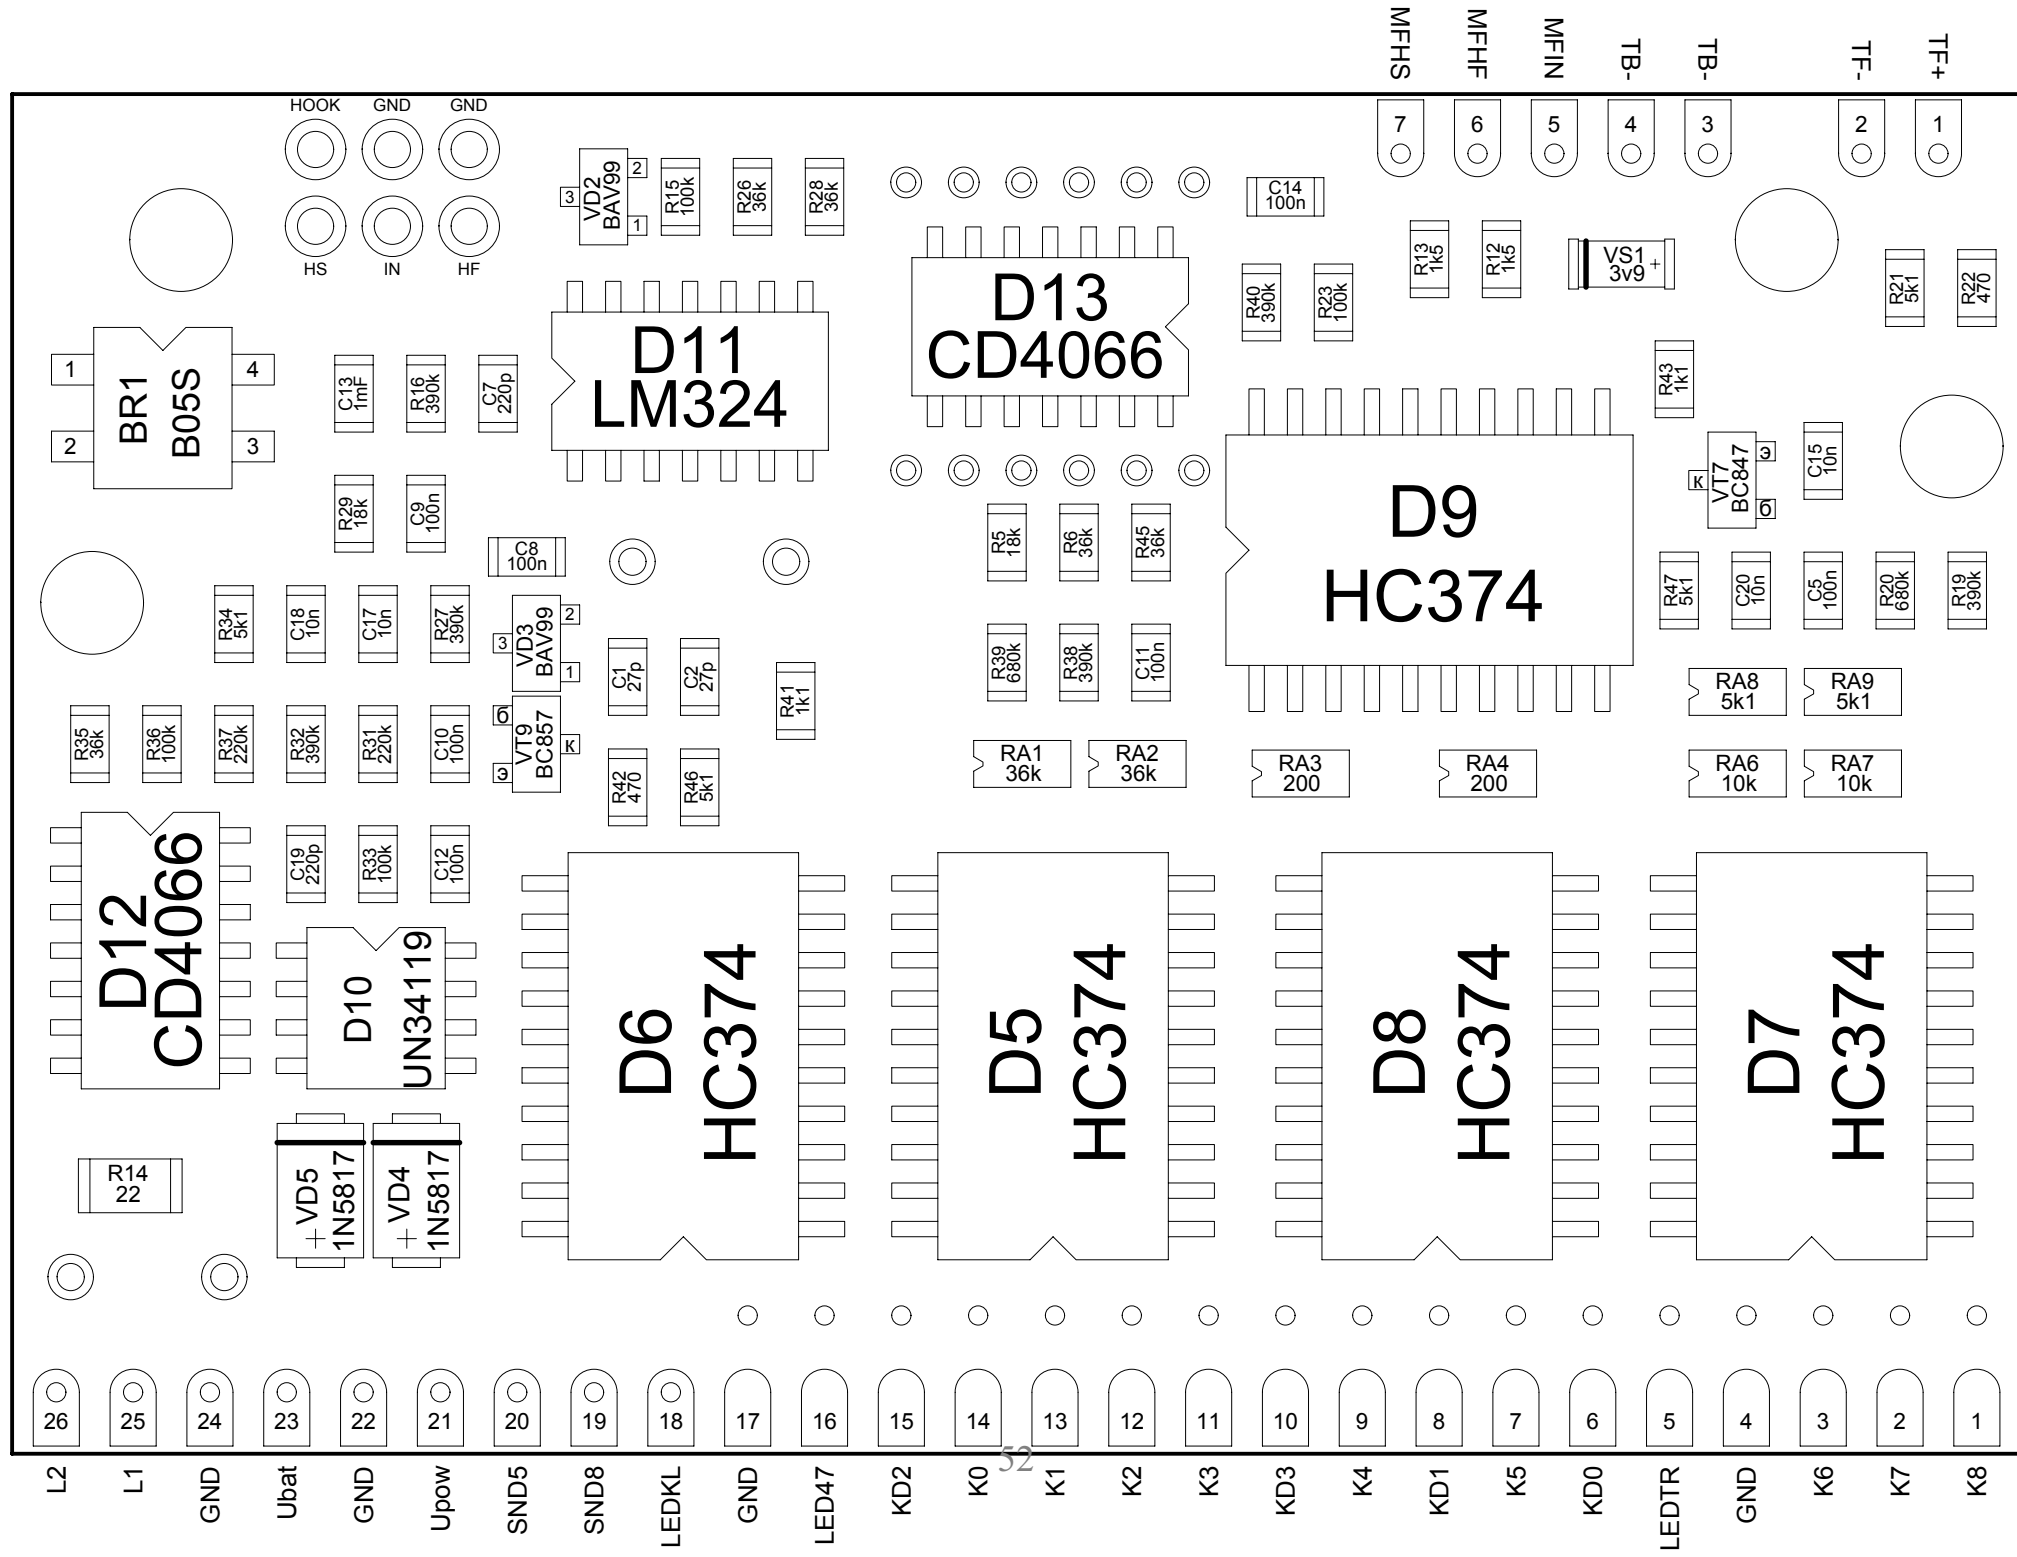 MFHS
MFHF
MFIN
TB-
TB-
TF-
TF+
7
6
5
4
3
2
1
HOOK
GND
GND
HS
IN
HF
3
VD2
BAV99
2
1
R15
100k
R26
36k
R28
36k
C14
100n
R13
1k5
R12
1k5
VS1
3v9 +
R21
5k1
R22
470
R40
390k
R23
100k
D13
CD4066
D11
LM324
1
2
BR1
B05S
4
3
C13
1mF
R16
390k
C7
220p
R43
1k1
к
VT7
BC847
э
б
C15
10n
D9
HC374
R29
18k
C9
100n
C8
100n
R5
18k
R6
36k
R45
36k
R47
5k1
C20
10n
C5
100n
R20
680k
R19
390k
R34
5k1
C18
10n
C17
10n
R27
390k
3
VD3
BAV99
2
1
C1
27p
C2
27p
R41
1k1
R39
680k
R38
390k
C11
100n
RA8
5k1
RA9
5k1
R35
36k
R36
100k
R37
220k
R32
390k
R31
220k
C10
100n
б
э
VT9
BC857
к
R42
470
R46
5k1
RA1
36k
RA2
36k
RA3
200
RA4
200
RA6
10k
RA7
10k
C19
220p
R33
100k
C12
100n
D12
CD4066
D10
UN34119
D6
HC374
D5
HC374
D8
HC374
D7
HC374
R14
22
+ VD5
1N5817
+ VD4
1N5817
26
25
24
23
22
21
20
19
18
17
16
15
14
13
12
11
10
9
8
7
6
5
4
3
2
1
52
L2
L1
GND
Ubat
GND
Upow
SND5
SND8
LEDKL
GND
LED47
KD2
K0
K1
K2
K3
KD3
K4
KD1
K5
KD0
LEDTR
GND
K6
K7
K8